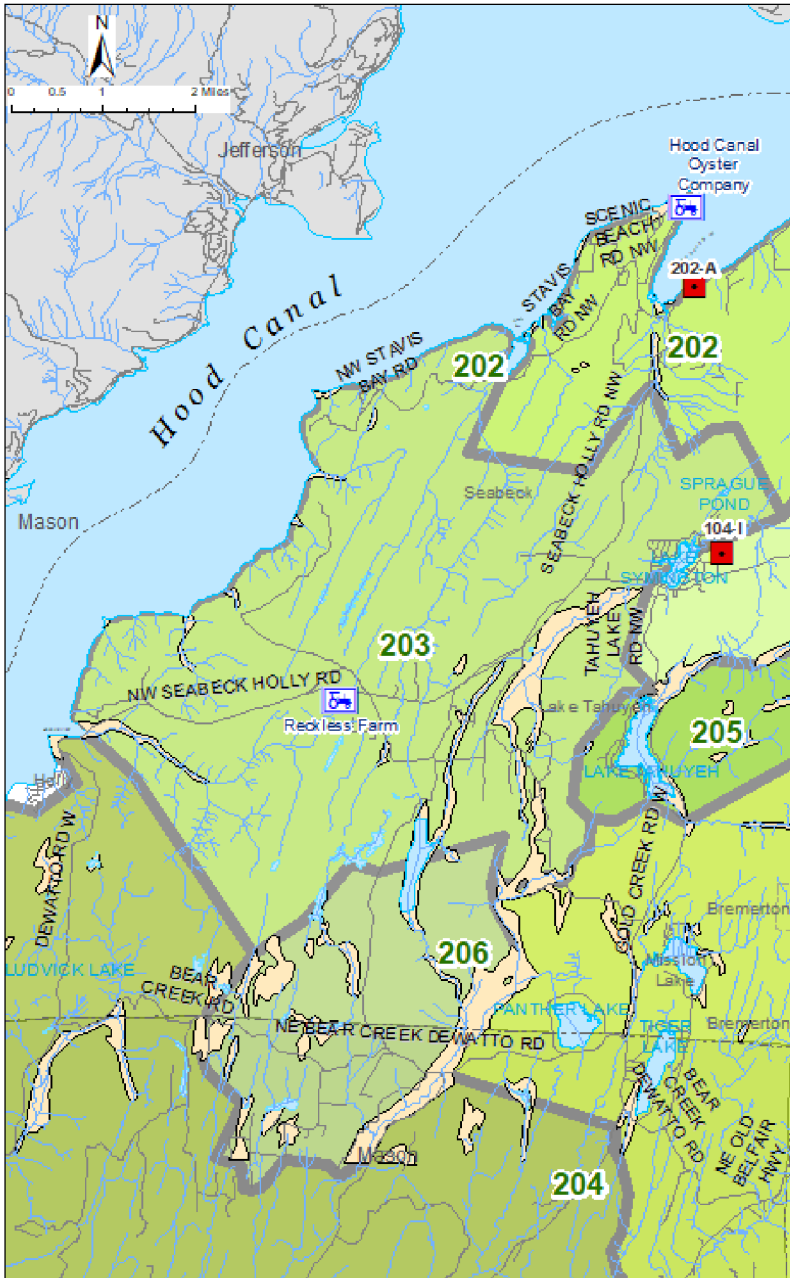 N
0 0.5 1 2 Miles
Jefferson
Hood Canal
Oyster
Company
SCENIC
BEACH
RD NW
202-A
STAVIS
BAY
RD NW
Hood Canal
NW STAVIS
BAY RD
202
202
SEABECK HOLLY RD NW
Seabeck
SPRAGUE
POND
Mason
104-I
LAKE
SYMINGTON
TAHUYEH
LAKE
RD NW
203
NW SEABECK HOLLY RD
Reckless Farm
Lake Tahuyeh
205
LAKE TAHUYEH
Holly
DEWATTO RD W
GOLD CREEK RD W
Bremerton
206
Mission
Lake
LUDVICK LAKE
BEAR
CREEK RD
PANTHER LAKE
Bremerton
NE BEAR CREEK DEWATTO RD
TIGER
LAKE
BEAR
CREEK
DEWATTO RD
NE OLD
BELFAIR
HWY
Mason
204